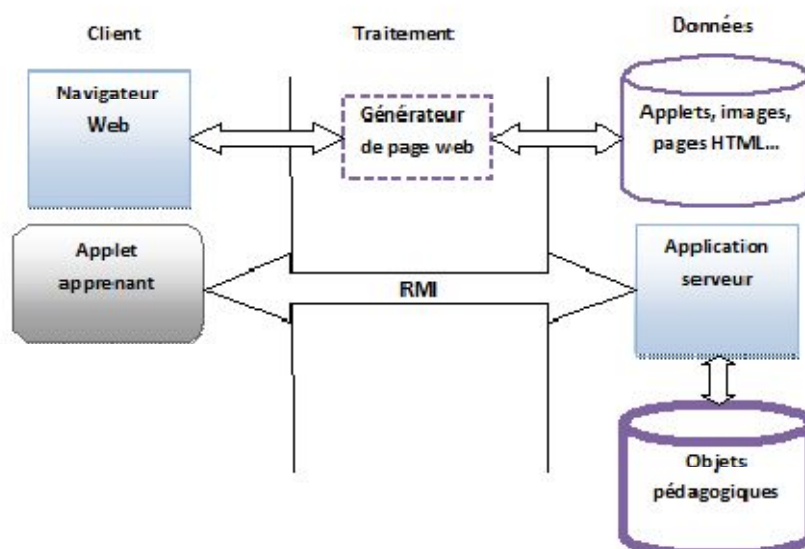 Client
Traitement
Données
Navigateur
Web
Générateur
de page web
Applets, images,
pages HTML...
Applet
apprenant
RMI
Application
serveur
Objets
pédagogiques